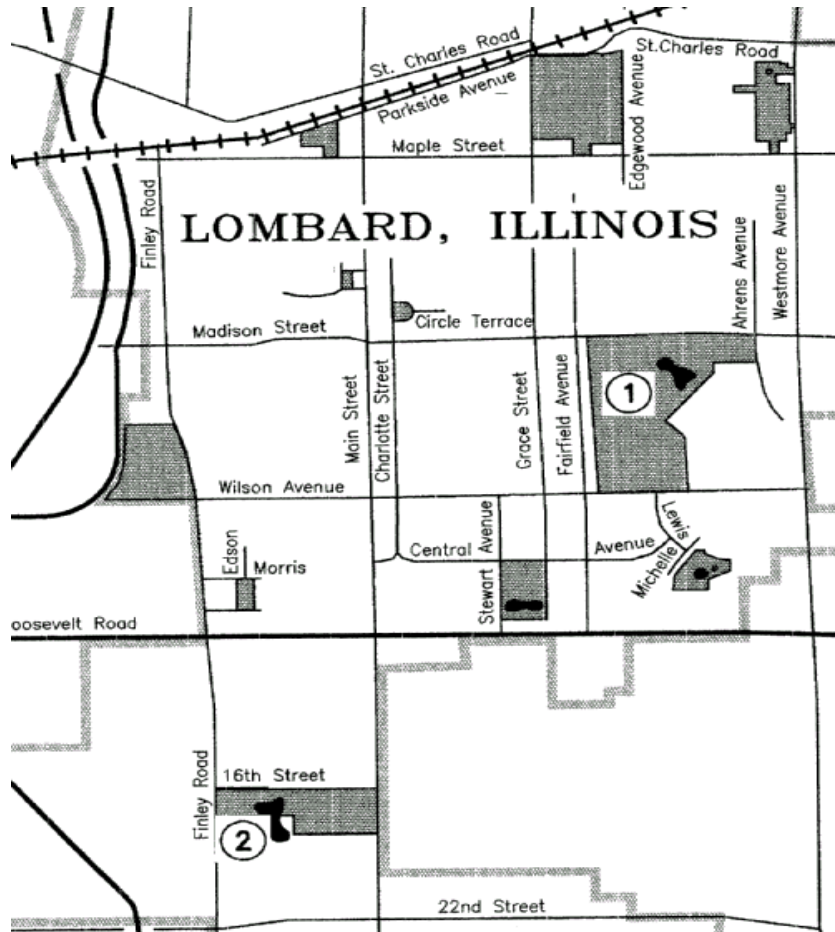 St. Charles Road
St.Charles Road
Parkside Avenue
Edgewood Avenue
Maple Street
Finley Road
LOMBARD, ILLINOIS
Ahrens Avenue
Westmore Avenue
Circle Terrace
Madison Street
Main Street
Charlotte Street
Grace Street
Fairfield Avenue
1
Wilson Avenue
Stewart Avenue
Lewis
Central Avenue
Michelle
Edson
Morris
oosevelt Road
Finley Road
16th Street
2
22nd Street